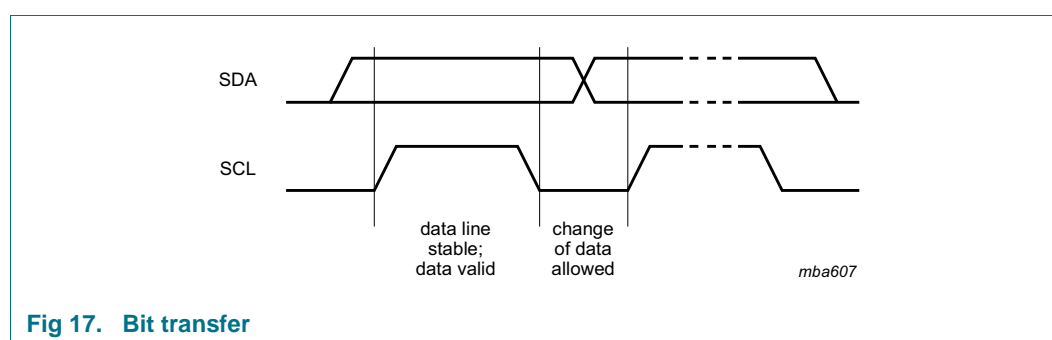 SDA
SCL
data line
stable;
data valid
change
of data
allowed
mba607
Fig 17. Bit transfer